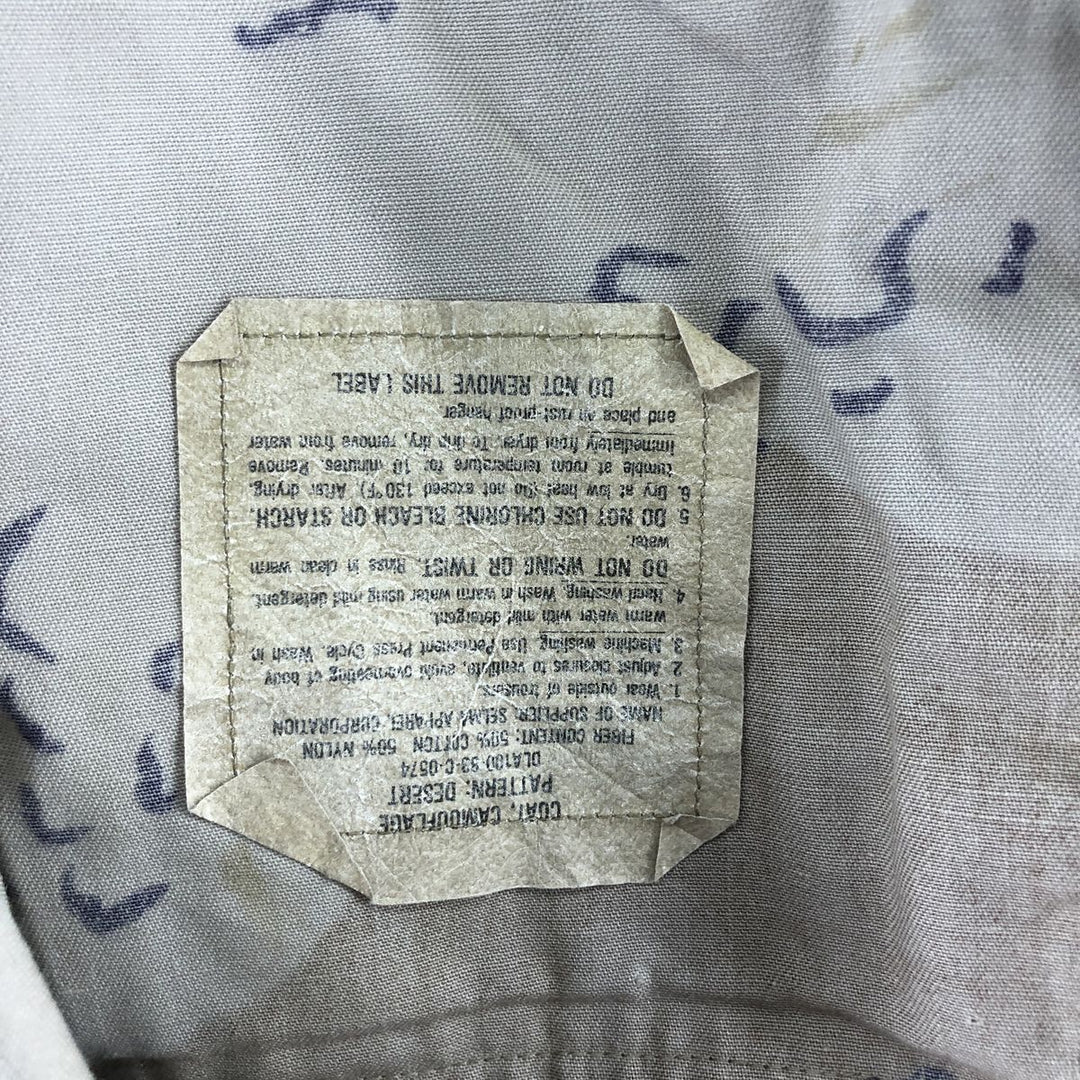 COAT, CAMOUFLAGE
PATTERN: DESERT
DLA100-83-C-0574
FIBER CONTENT: 50% COTTON 50% NYLON
NAME OF SUPPLIER: SELMA APPAREL CORPORATION
1. Wear outside of trousers.
2 Adjust closures to ventilate, avoid overheating of body
3. Machine washing Use Permanent Press Cycle. Wash in
warm water with mild detergent.
4 Hand washing. Wash in warm water using mild detergent.
DO NOT WRING OR TWIST. Rinse in clean warm
water.
5 DO NOT USE CHLORINE BLEACH OR STARCH.
6. Dry at low heat (Do not exceed 130°F) After drying,
tumble at room temperature for 10 minutes. Remove
immediately from dryer. To drip dry, remove from water
and place on rust-proof hanger
DO NOT REMOVE THIS LABEL